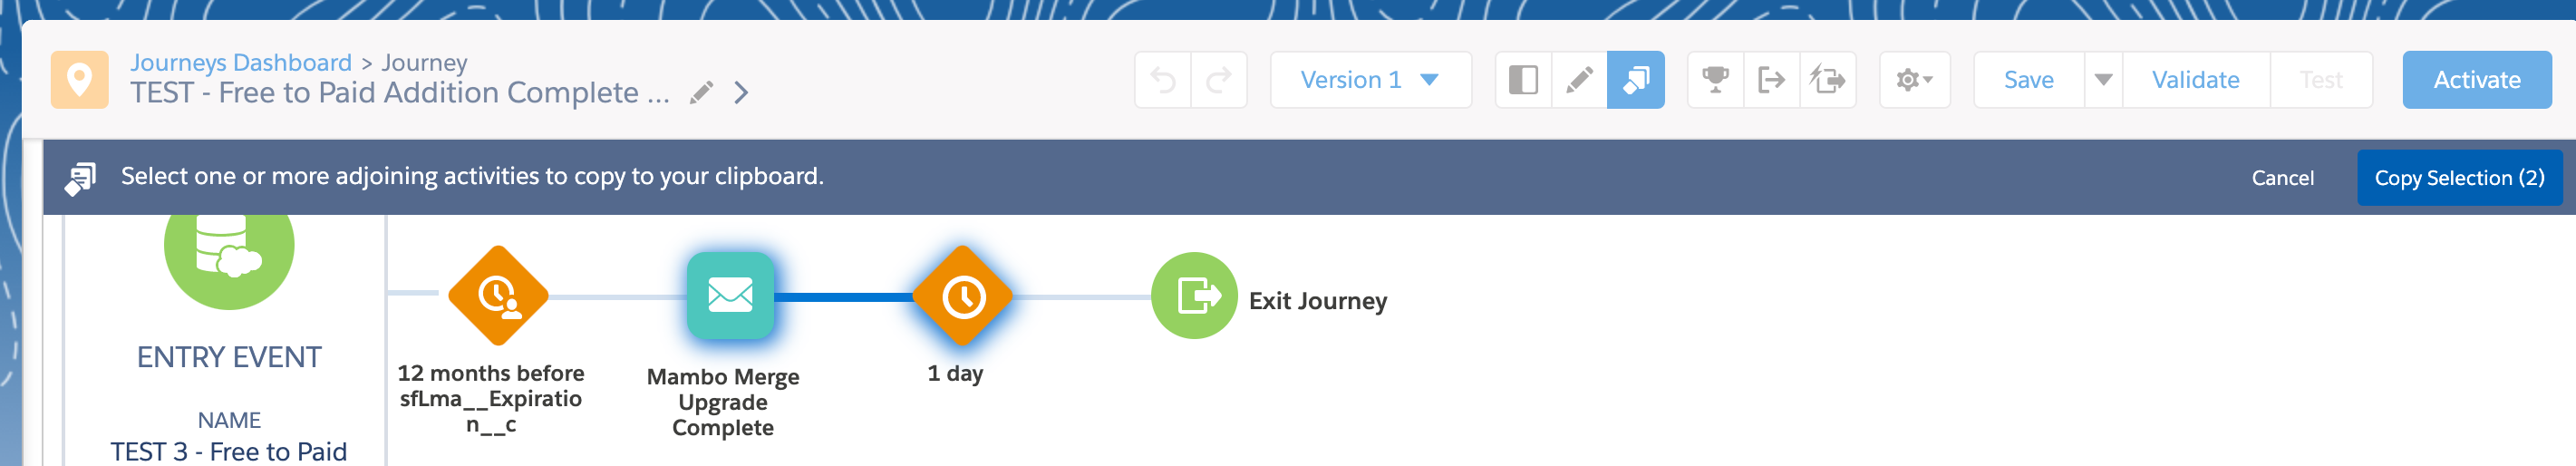 Journeys Dashboard > Journey
TEST - Free to Paid Addition Complete ...
Version 1
Save
Validate
Test
Activate
Select one or more adjoining activities to copy to your clipboard.
Cancel
Copy Selection (2)
ENTRY EVENT
NAME
TEST 3 - Free to Paid
12 months before
sfLma__Expiratio
n__c
Mambo Merge
Upgrade
Complete
1 day
Exit Journey